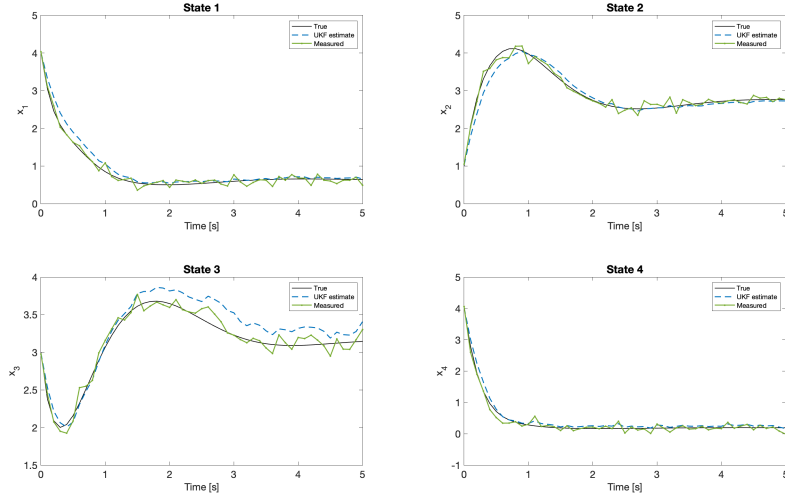 State 1
5
4
3
2
1
0
x1
0 1 2 3 4 5
Time [s]
True
UKF estimate
Measured
State 2
5
4
3
2
1
0
x2
0 1 2 3 4 5
Time [s]
True
UKF estimate
Measured
State 3
4
3.5
3
2.5
2
1.5
x3
0 1 2 3 4 5
Time [s]
True
UKF estimate
Measured
State 4
5
4
3
2
1
0
-1
x4
0 1 2 3 4 5
Time [s]
True
UKF estimate
Measured